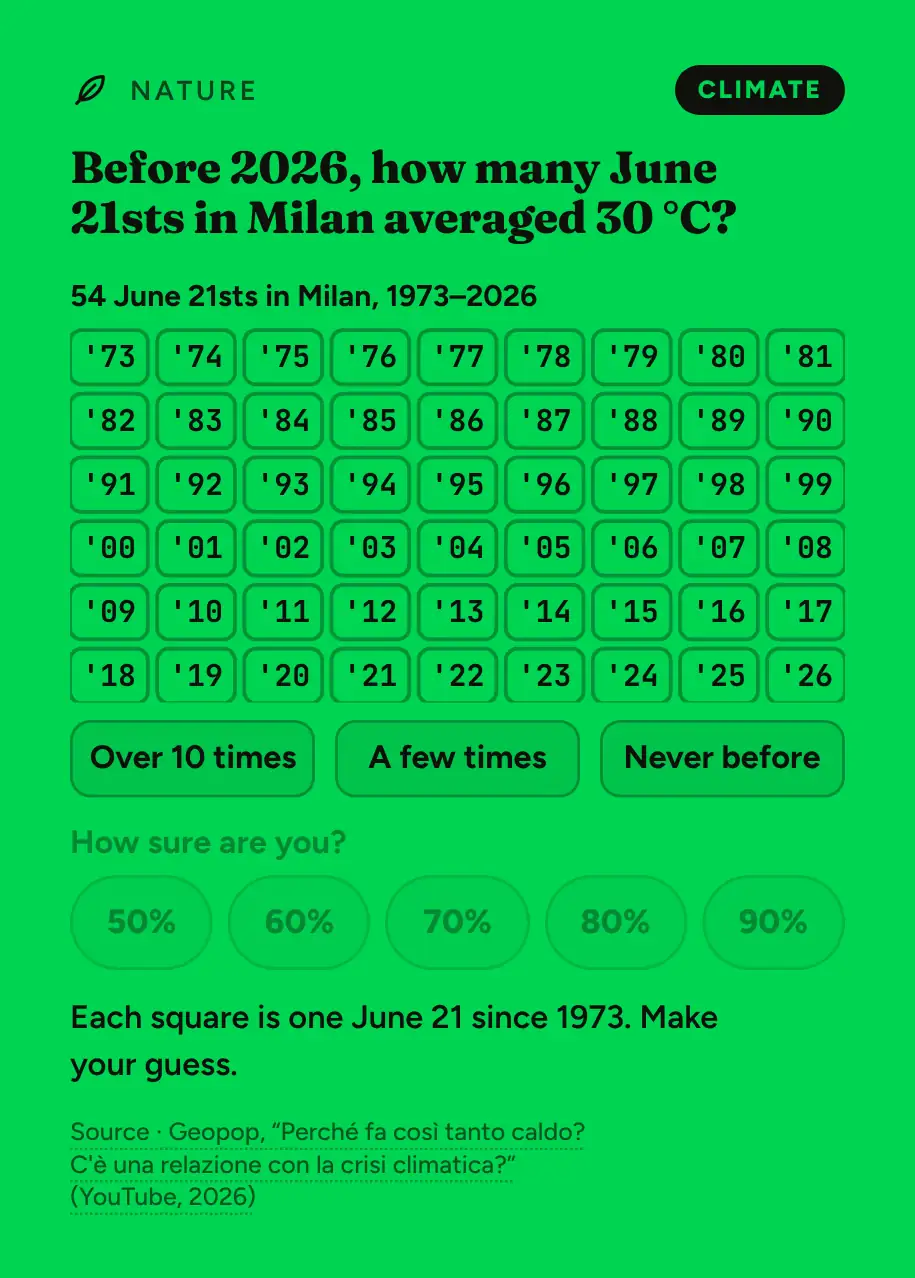 NATURE
CLIMATE
Before 2026, how many June
21sts in Milan averaged 30 °C?
54 June 21sts in Milan, 1973–2026
'73 '74 '75 '76 '77 '78 '79 '80 '81
'82 '83 '84 '85 '86 '87 '88 '89 '90
'91 '92 '93 '94 '95 '96 '97 '98 '99
'00 '01 '02 '03 '04 '05 '06 '07 '08
'09 '10 '11 '12 '13 '14 '15 '16 '17
'18 '19 '20 '21 '22 '23 '24 '25 '26
Over 10 times A few times Never before
How sure are you?
50% 60% 70% 80% 90%
Each square is one June 21 since 1973. Make
your guess.
Source · Geopop, “Perché fa così tanto caldo?
C'è una relazione con la crisi climatica?”
(YouTube, 2026)